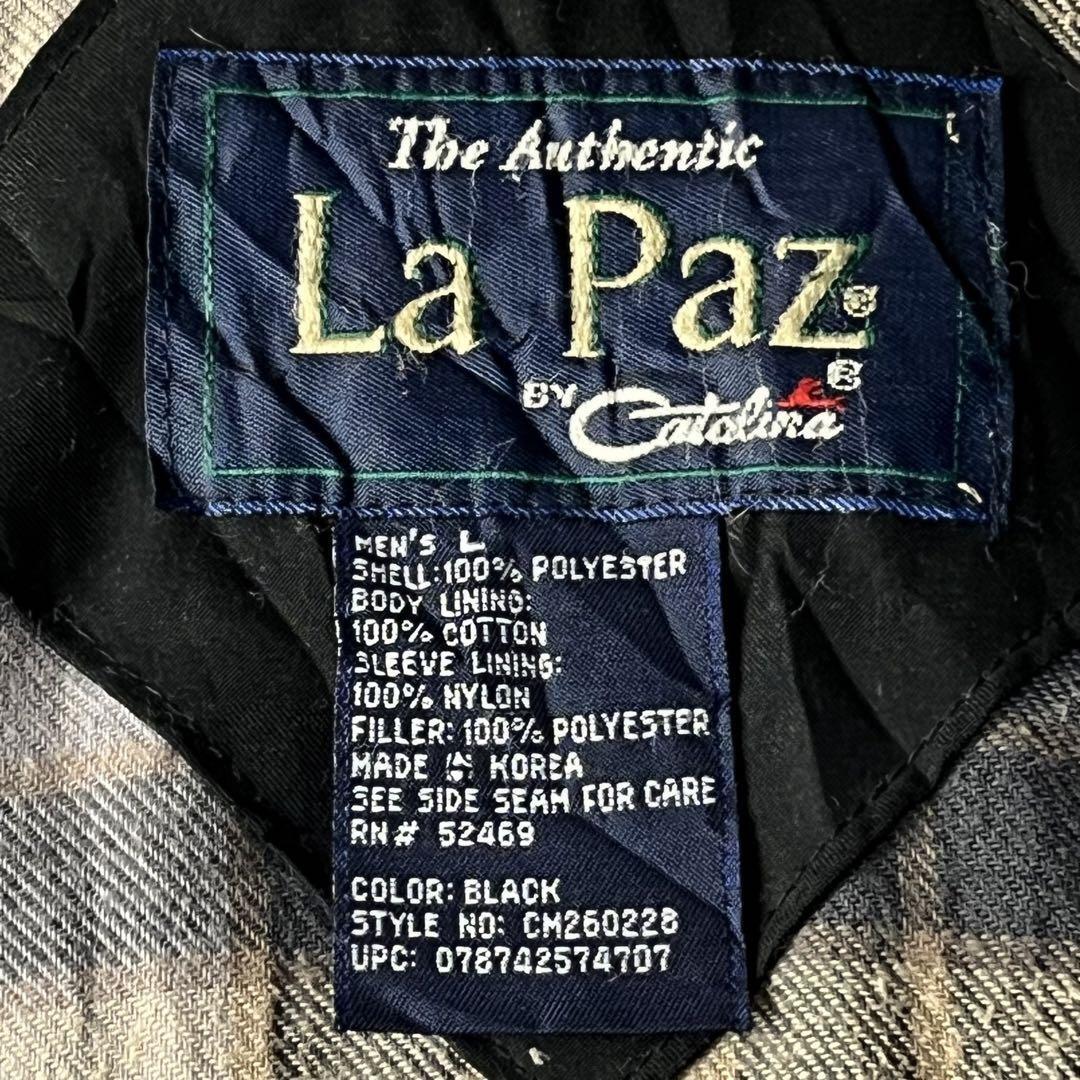 The Authentic
La Paz®
BY Catalina®
MEN'S L
SHELL: 100% POLYESTER
BODY LINING:
100% COTTON
SLEEVE LINING:
100% NYLON
FILLER: 100% POLYESTER
MADE IN KOREA
SEE SIDE SEAM FOR CARE
RN# 52469
COLOR: BLACK
STYLE NO: CM260228
UPC: 078742574707